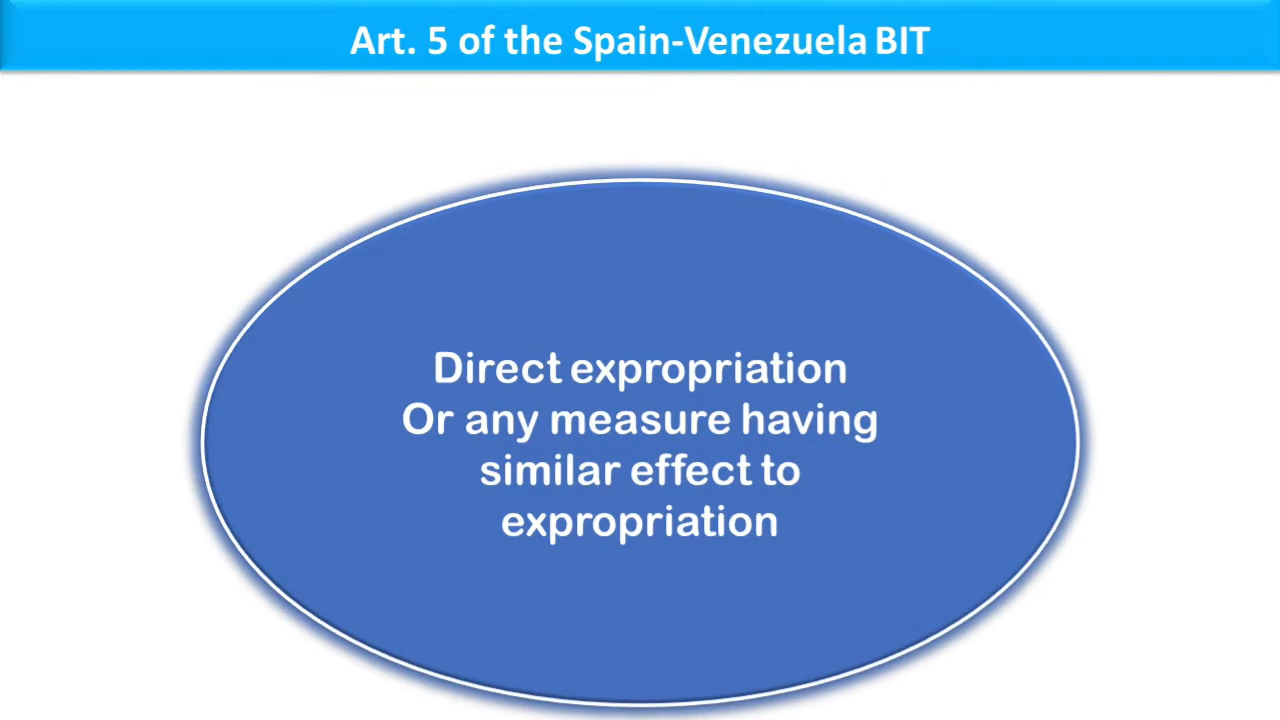 Art. 5 of the Spain-Venezuela BIT
Direct expropriation
Or any measure having
similar effect to
expropriation